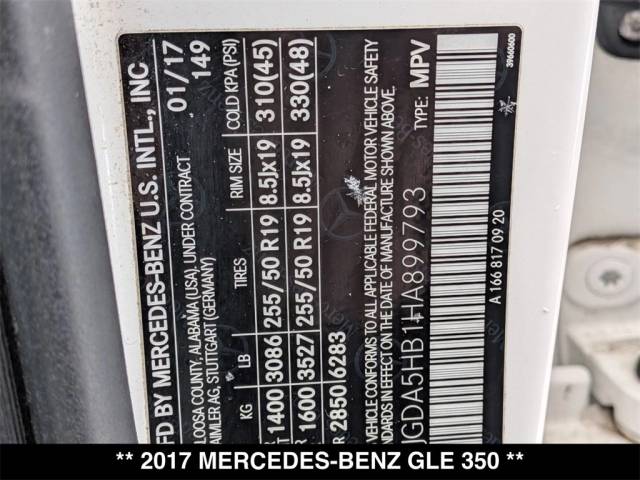 MFD BY MERCEDES-BENZ U.S. INTL., INC 01/17
LOOSA COUNTY, ALABAMA (USA). UNDER CONTRACT 149
AIMLER AG, STUTTGART (GERMANY)
KG LB TIRES RIM SIZE COLD KPA (PSI)
1400 3086 255/50 R19 8.5Jx19 310(45)
1600 3527 255/50 R19 8.5Jx19 330(48)
2850 6283
VEHICLE CONFORMS TO ALL APPLICABLE FEDERAL MOTOR VEHICLE SAFETY
STANDARDS IN EFFECT ON THE DATE OF MANUFACTURE SHOWN ABOVE.
JGDA5HB1HA899793 TYPE: MPV
A 166 817 09 20 39660600
** 2017 MERCEDES-BENZ GLE 350 **